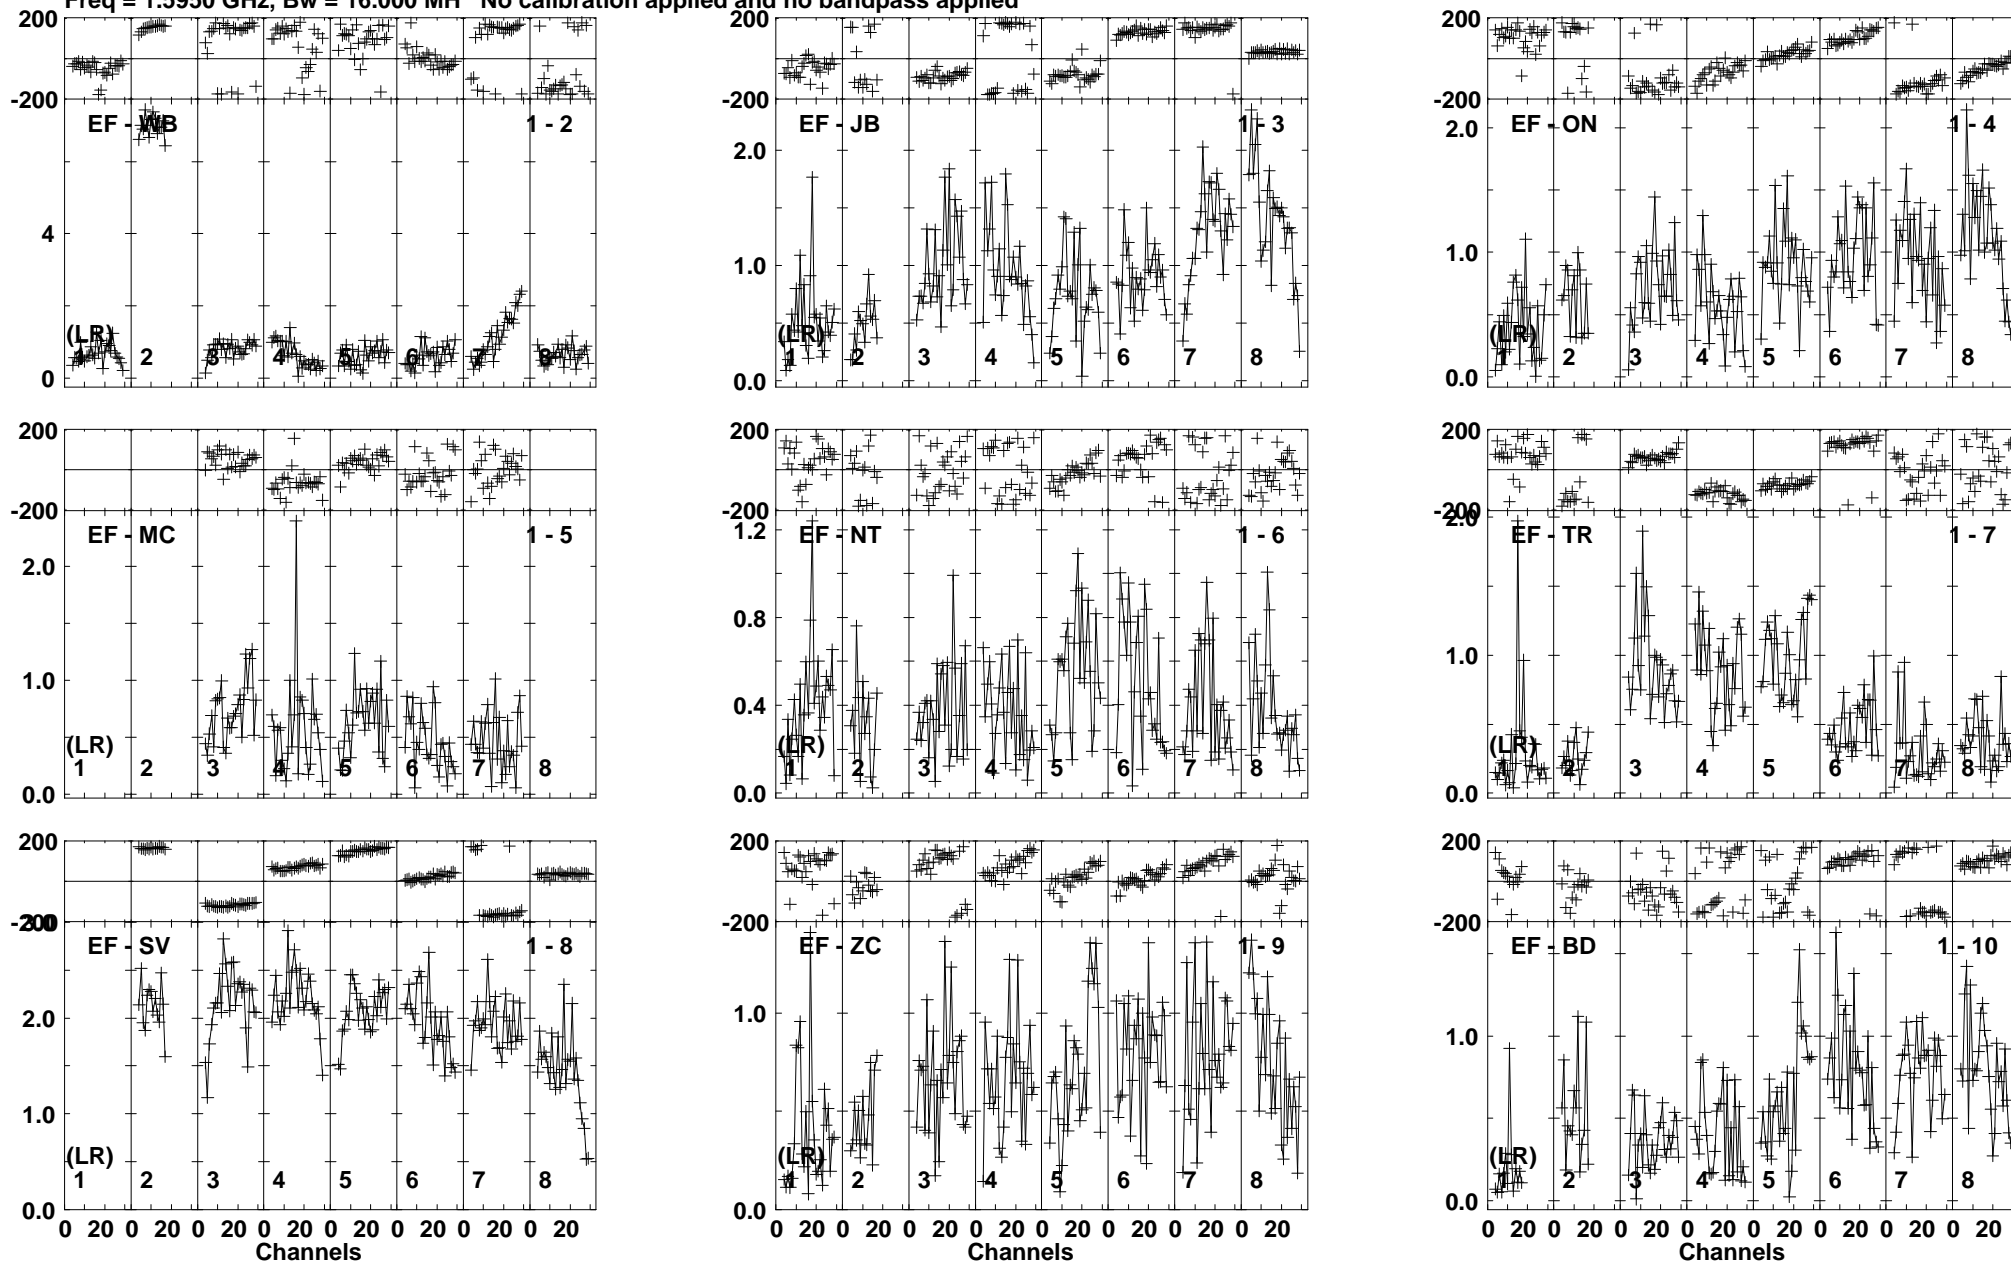 Freq = 1.5950 GHz, Bw = 16.000 MH No calibration applied and no bandpass applied
200
-200
EF - WB 1 - 2
4
0
(LR)
1 2 3 4 5 6 7 8
200
-200
EF - JB 1 - 3
2.0
1.0
0.0
(LR)
1 2 3 4 5 6 7 8
200
-200
EF - ON 1 - 4
2.0
1.0
0.0
(LR)
1 2 3 4 5 6 7 8
200
-200
EF - MC 1 - 5
2.0
1.0
0.0
(LR)
1 2 3 4 5 6 7 8
200
-200
EF - NT 1 - 6
1.2
0.8
0.4
0.0
(LR)
1 2 3 4 5 6 7 8
200
-200
2.0
EF - TR 1 - 7
1.0
0.0
(LR)
1 2 3 4 5 6 7 8
200
-200
3.0
EF - SV 1 - 8
2.0
1.0
0.0
(LR)
1 2 3 4 5 6 7 8
0 20 0 20 0 20 0 20 0 20 0 20 0 20 0 20
Channels
200
-200
EF - ZC 1 - 9
1.0
0.0
(LR)
1 2 3 4 5 6 7 8
0 20 0 20 0 20 0 20 0 20 0 20 0 20 0 20
Channels
200
-200
EF - BD 1 - 10
1.0
0.0
(LR)
1 2 3 4 5 6 7 8
0 20 0 20 0 20 0 20 0 20 0 20 0 20 0 20
Channels